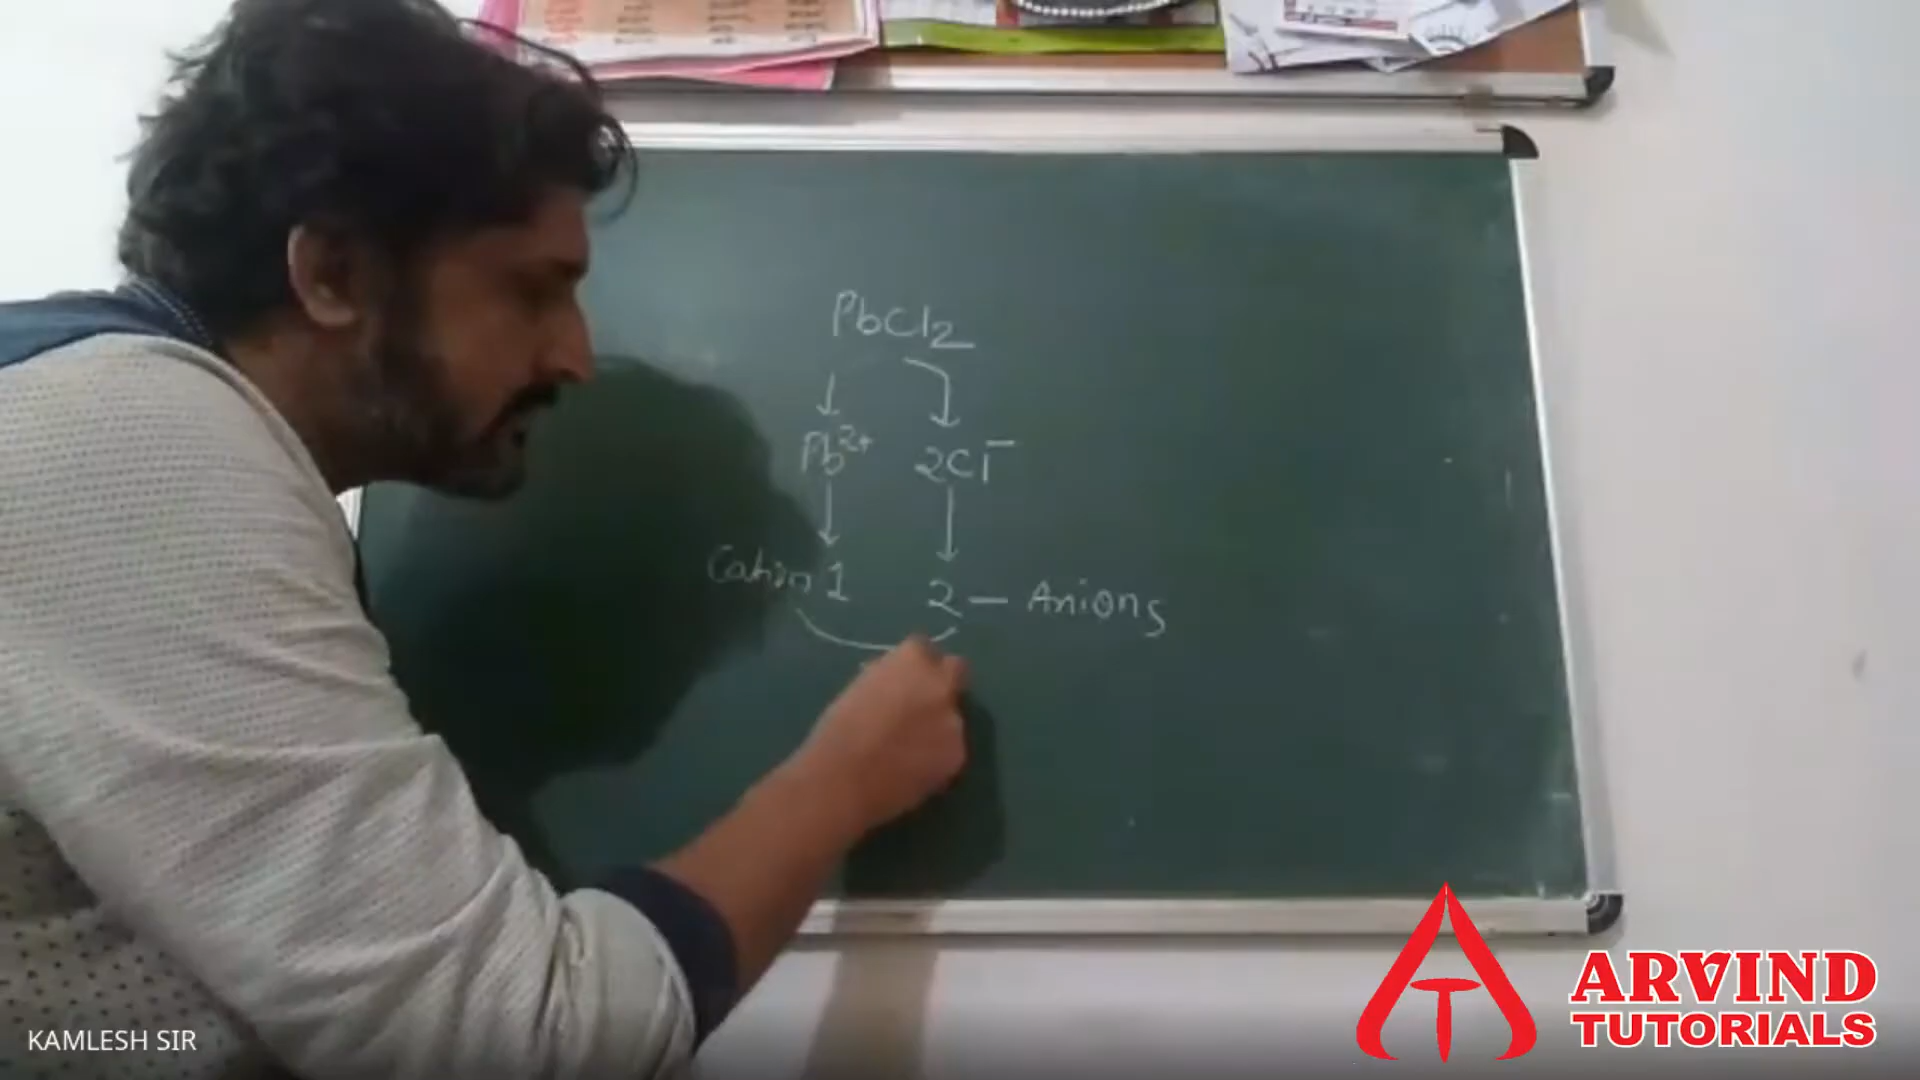 PbCl2
Pb2+ 2Cl−
Cation 1 2 — Anions
KAMLESH SIR
ARVIND
TUTORIALS